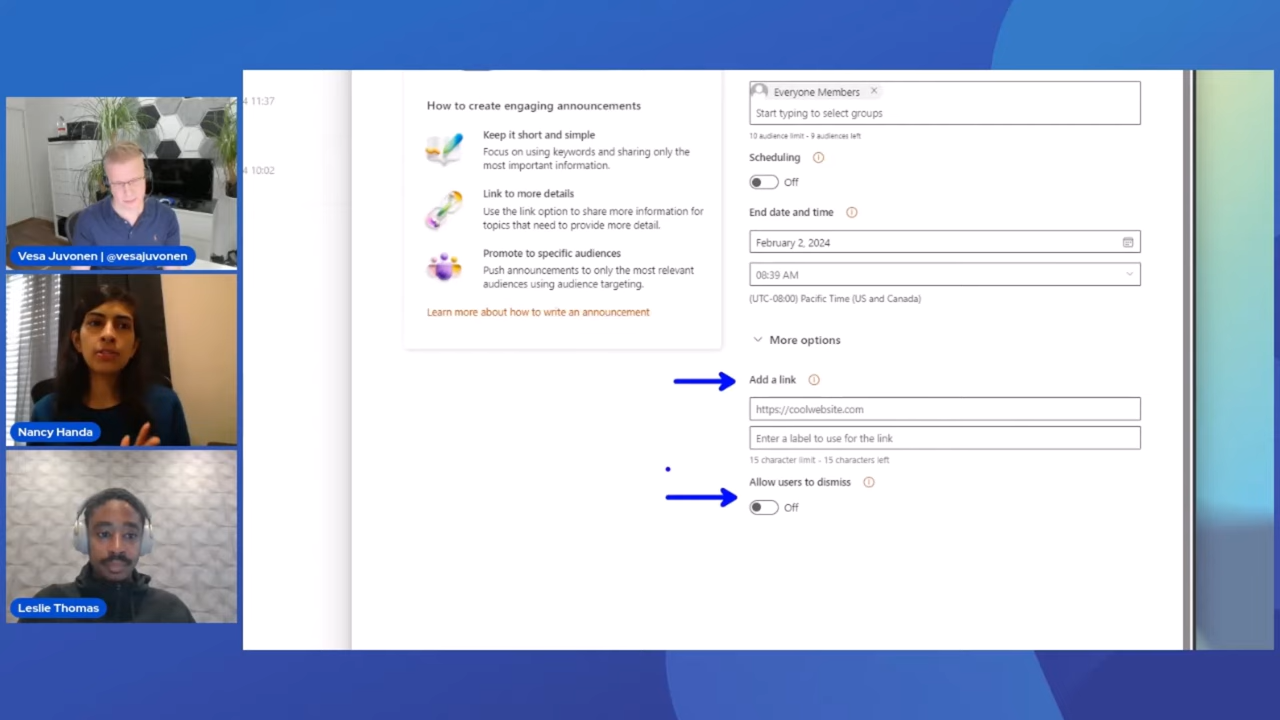 Vesa Juvonen | @vesajuvonen
Nancy Handa
Leslie Thomas
4 11:37
4 10:02
How to create engaging announcements
Keep it short and simple
Focus on using keywords and sharing only the
most important information.
Link to more details
Use the link option to share more information for
topics that need to provide more detail.
Promote to specific audiences
Push announcements to only the most relevant
audiences using audience targeting.
Learn more about how to write an announcement
Everyone Members
Start typing to select groups
10 audience limit - 9 audiences left
Scheduling
Off
End date and time
February 2, 2024
08:39 AM
(UTC-08:00) Pacific Time (US and Canada)
More options
Add a link
https://coolwebsite.com
Enter a label to use for the link
15 character limit - 15 characters left
Allow users to dismiss
Off